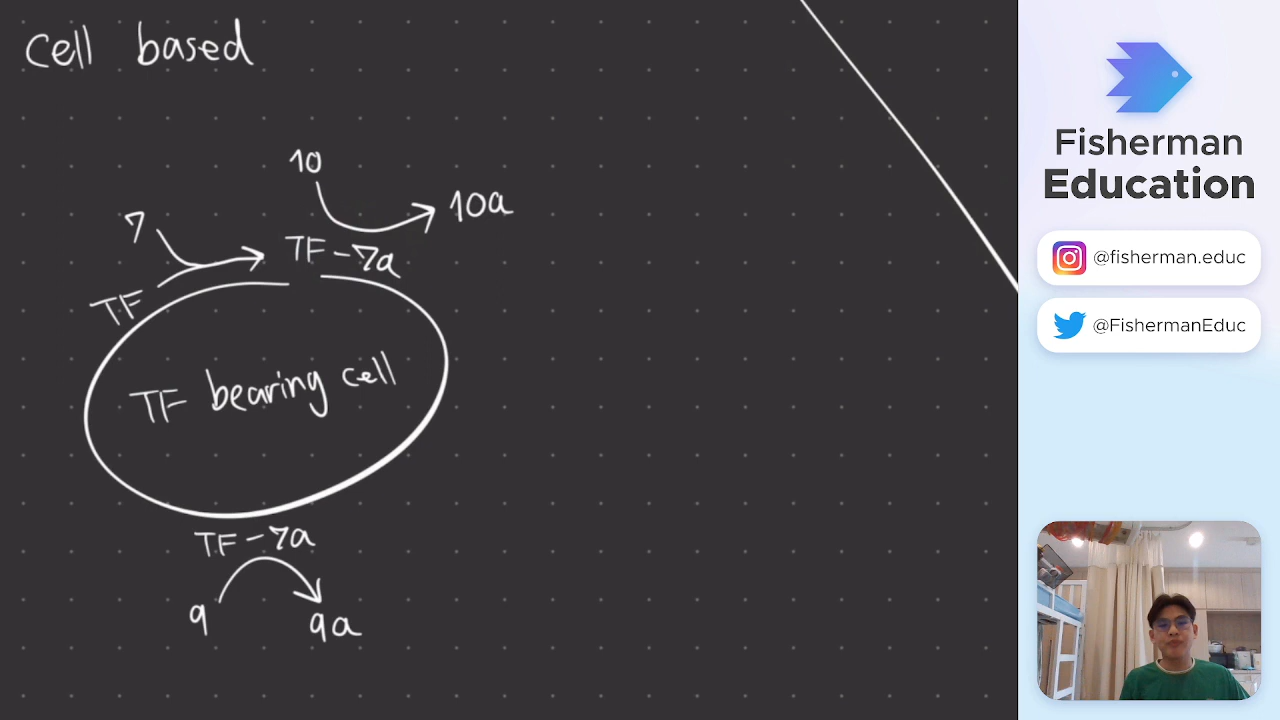 cell based
10
10a
7
TF-7a
TF
TF bearing cell
TF-7a
9
9a
Fisherman
Education
@fisherman.educ
@FishermanEduc